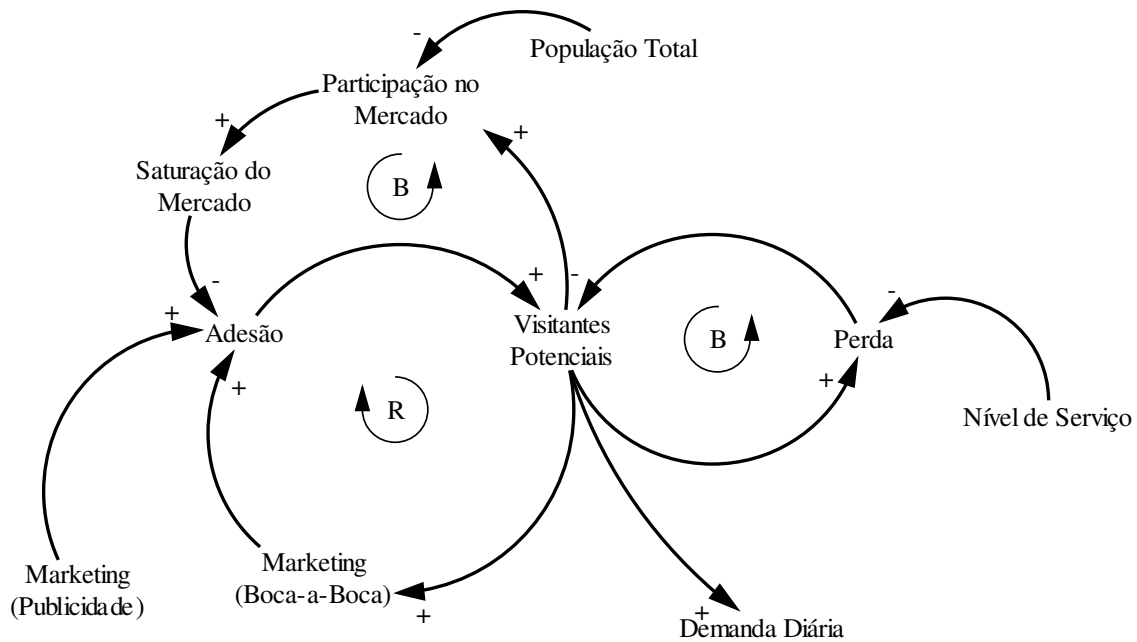 População Total
-
Participação no
Mercado
+
+
Saturação do
Mercado
B
-
+
+
-
-
Adesão
Visitantes
Potenciais
B
Perda
+
+
R
Nível de Serviço
Marketing
(Publicidade)
Marketing
(Boca-a-Boca)
+
+
Demanda Diária